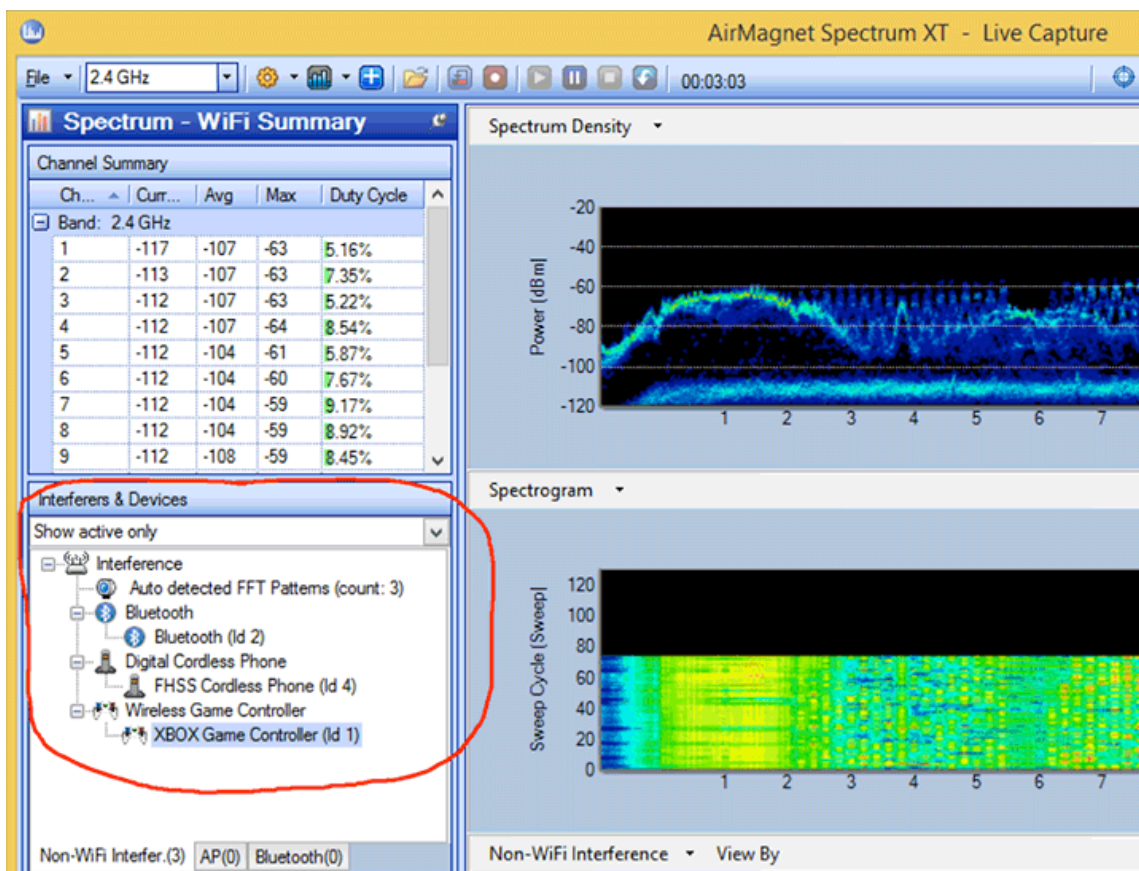 AirMagnet Spectrum XT - Live Capture
File 2.4 GHz 00:03:03
Spectrum - WiFi Summary
Channel Summary
Ch... Curr... Avg Max Duty Cycle
Band: 2.4 GHz
1 -117 -107 -63 5.16%
2 -113 -107 -63 7.35%
3 -112 -107 -63 5.22%
4 -112 -107 -64 8.54%
5 -112 -104 -61 5.87%
6 -112 -104 -60 7.67%
7 -112 -104 -59 9.17%
8 -112 -104 -59 8.92%
9 -112 -108 -59 8.45%
Interferers & Devices
Show active only
Interference
Auto detected FFT Patterns (count: 3)
Bluetooth
Bluetooth (Id 2)
Digital Cordless Phone
FHSS Cordless Phone (Id 4)
Wireless Game Controller
XBOX Game Controller (Id 1)
Non-WiFi Interfer.(3) AP(0) Bluetooth(0)
Spectrum Density
Power [dBm]
-20
-40
-60
-80
-100
-120
1 2 3 4 5 6 7
Spectrogram
Sweep Cycle [Sweep]
120
100
80
60
40
20
0
1 2 3 4 5 6 7
Non-WiFi Interference View By